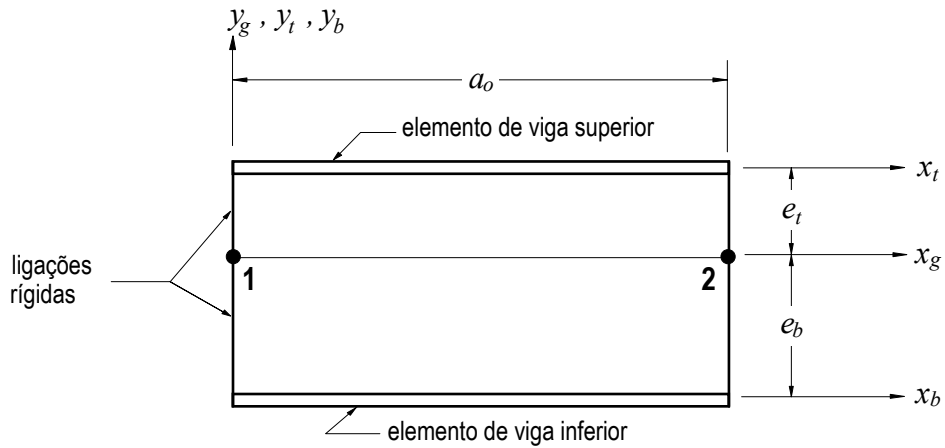 y_g , y_t , y_b
a_o
elemento de viga superior
x_t
e_t
ligações
rígidas
1
2
x_g
e_b
x_b
elemento de viga inferior